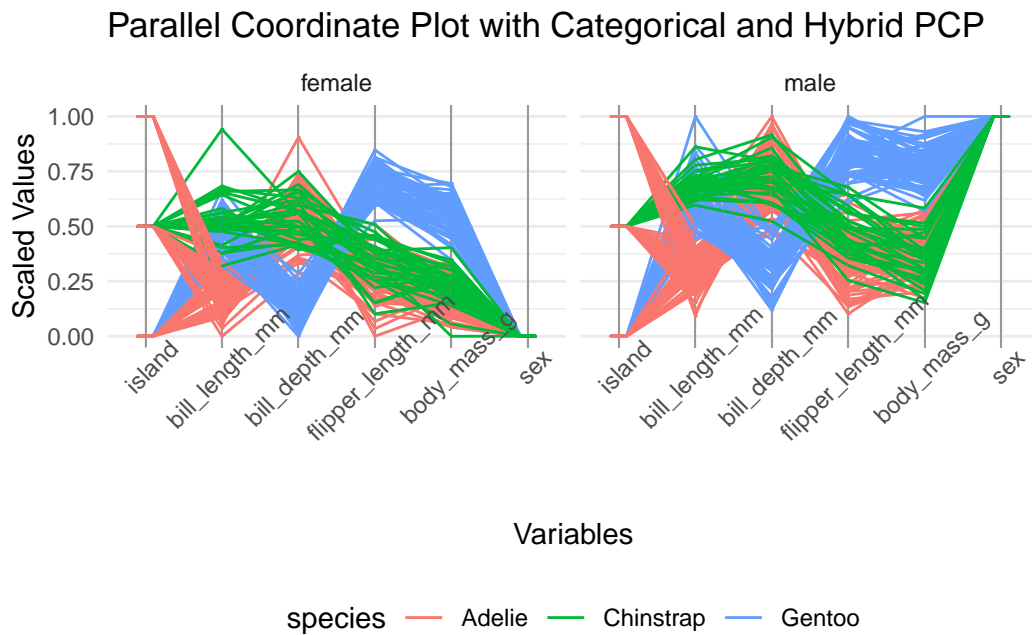 Parallel Coordinate Plot with Categorical and Hybrid PCP
female
male
Scaled Values
1.00
0.75
0.50
0.25
0.00
island
bill_length_mm
bill_depth_mm
flipper_length_mm
body_mass_g
sex
island
bill_length_mm
bill_depth_mm
flipper_length_mm
body_mass_g
sex
Variables
species Adelie Chinstrap Gentoo